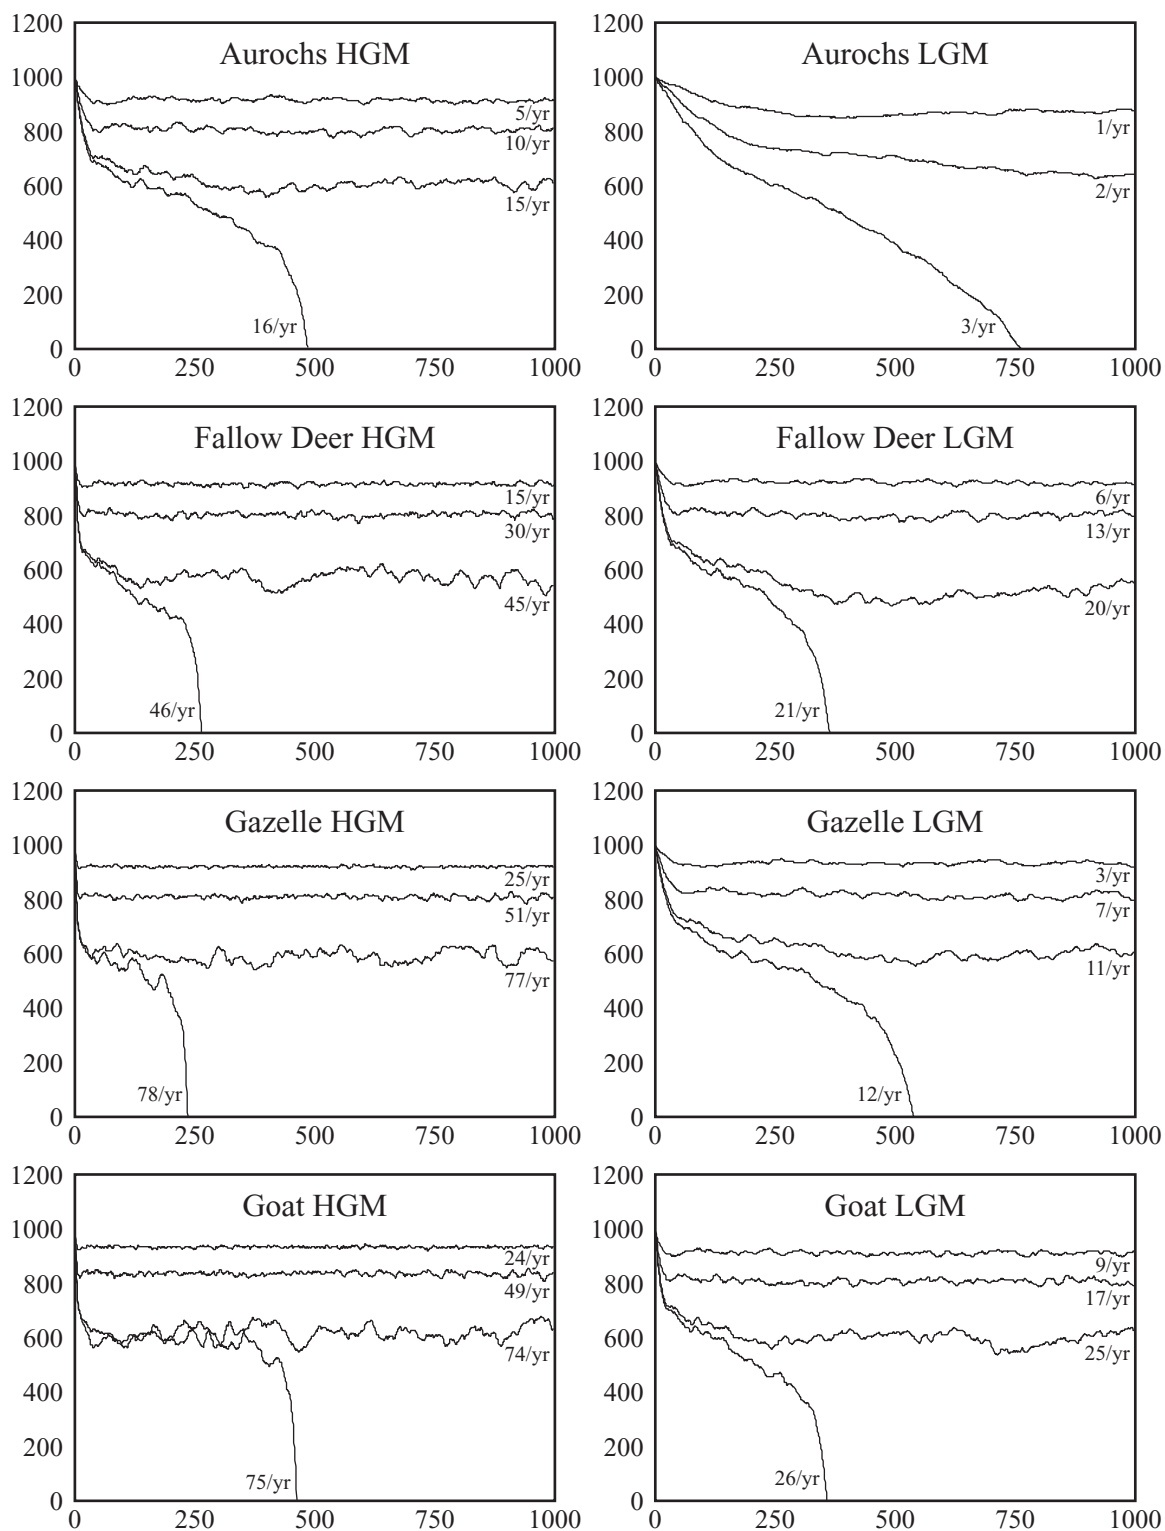 1200
Aurochs HGM
1000
5/yr
800
10/yr
600
15/yr
400
200
16/yr
0
0 250 500 750 1000
1200
Aurochs LGM
1000
1/yr
800
600
2/yr
400
200
3/yr
0
0 250 500 750 1000
1200
Fallow Deer HGM
1000
15/yr
800
30/yr
600
45/yr
400
200
46/yr
0
0 250 500 750 1000
1200
Fallow Deer LGM
1000
6/yr
800
13/yr
600
20/yr
400
200
21/yr
0
0 250 500 750 1000
1200
Gazelle HGM
1000
25/yr
800
51/yr
600
77/yr
400
200
78/yr
0
0 250 500 750 1000
1200
Gazelle LGM
1000
3/yr
800
7/yr
600
11/yr
400
200
12/yr
0
0 250 500 750 1000
1200
Goat HGM
1000
24/yr
800
49/yr
600
74/yr
400
200
75/yr
0
0 250 500 750 1000
1200
Goat LGM
1000
9/yr
800
17/yr
600
25/yr
400
200
26/yr
0
0 250 500 750 1000